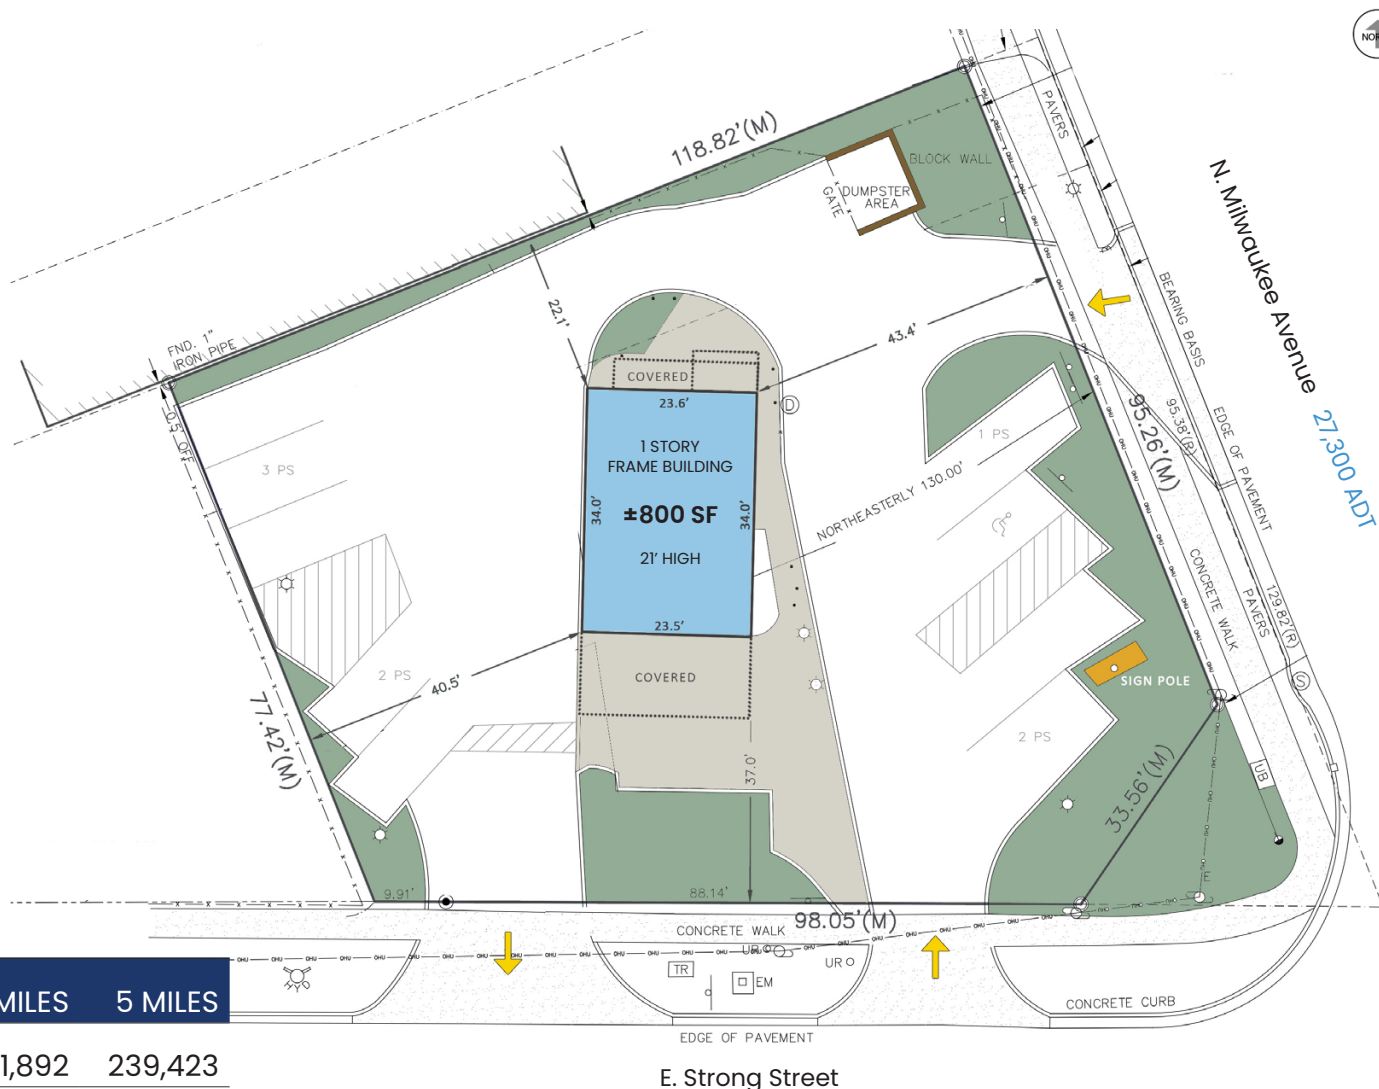 118.82'(M)
PAVERS
BLOCK WALL
DUMPSTER
AREA
GATE
N. Milwaukee Avenue
27,300 ADT
BEARING BASIS
FND. 1"
IRON PIPE
0.5' OFF
22.1'
43.4'
COVERED
23.6'
D
1 STORY
FRAME BUILDING
±800 SF
21' HIGH
34.0'
34.0'
23.5'
COVERED
3 PS
2 PS
1 PS
2 PS
NORTHEASTERLY 130.00'
95.26'(M)
95.38'(R)
EDGE OF PAVEMENT
CONCRETE WALK
PAVERS
129.82'(R)
S
SIGN POLE
40.5'
77.42'(M)
37.0'
33.56'(M)
UB
E
9.91'
88.14'
98.05'(M)
CONCRETE WALK
OHU
UR
UR
TR
EM
HYD
CONCRETE CURB
EDGE OF PAVEMENT
E. Strong Street
MILES 5 MILES
239,423